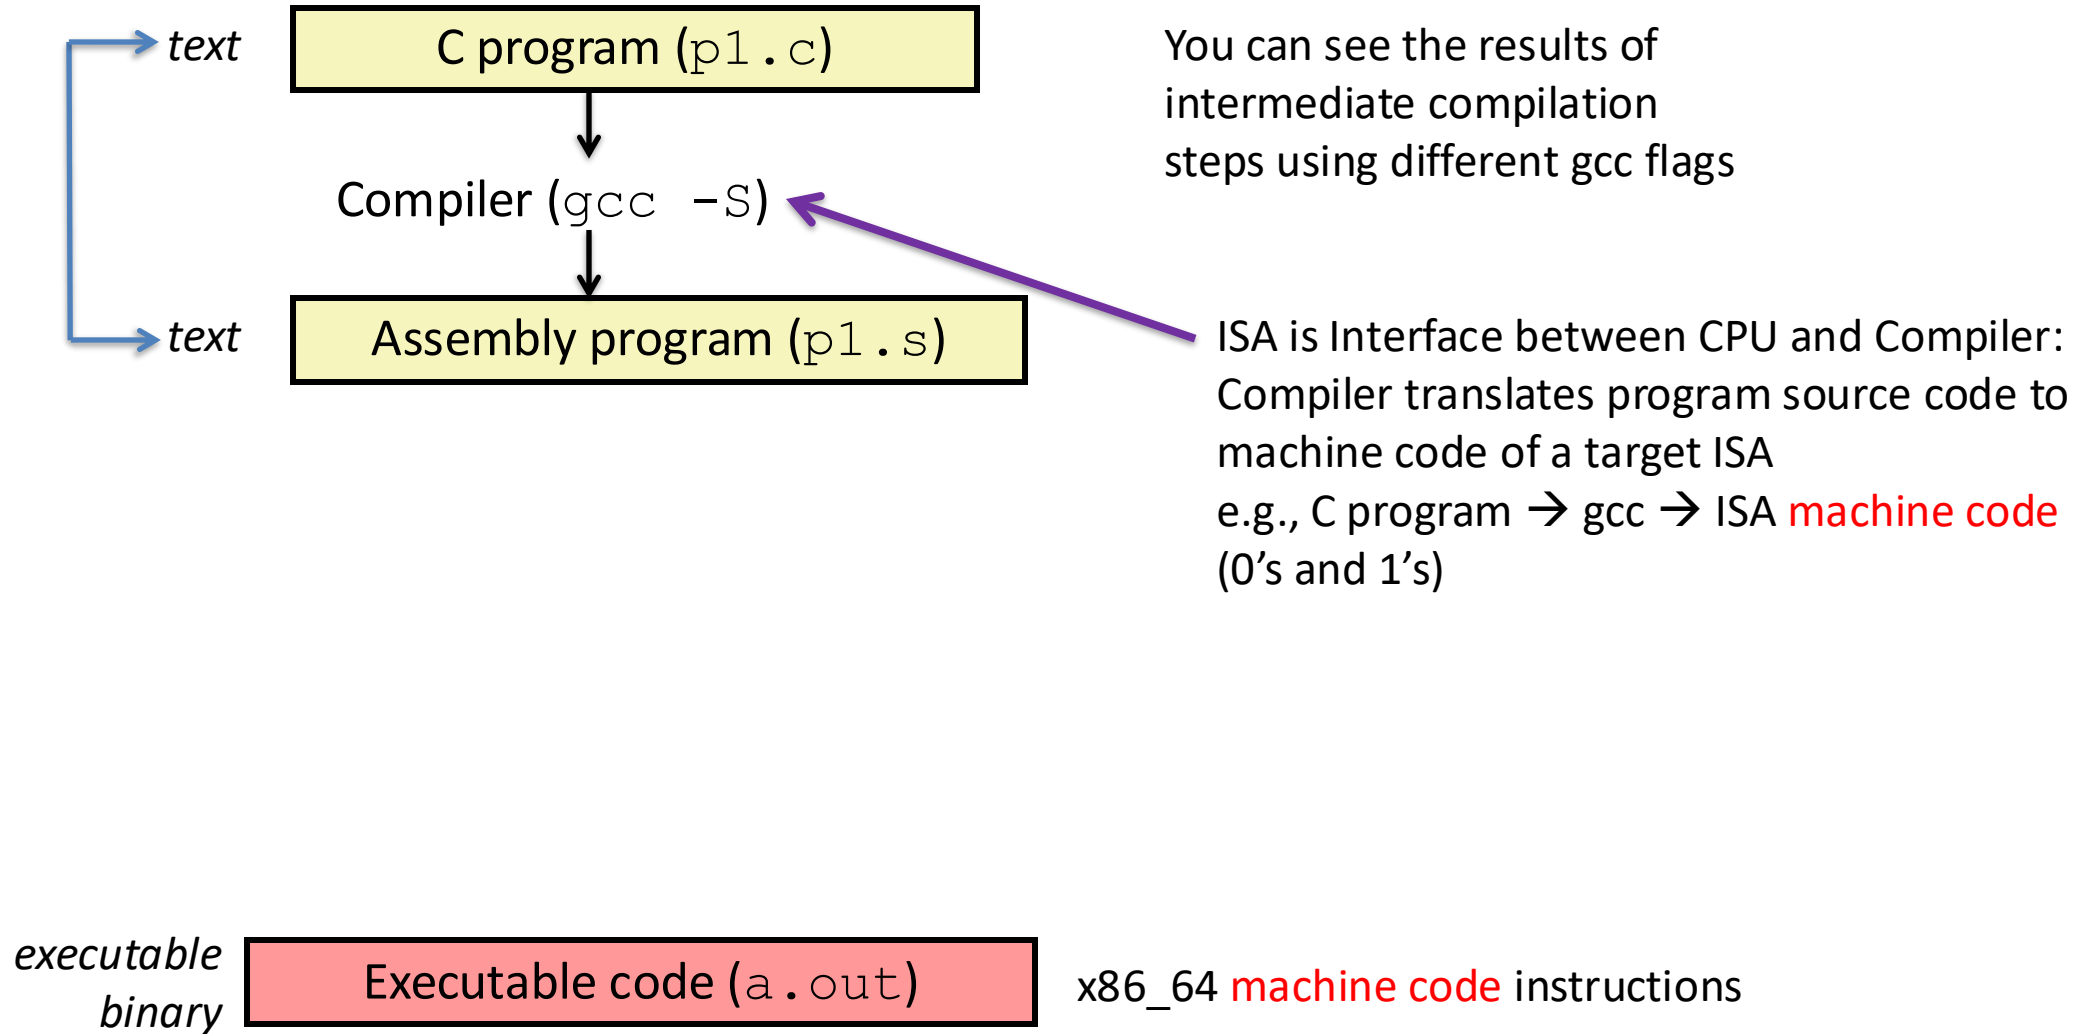 text
C program (p1.c)
You can see the results of
intermediate compilation
steps using different gcc flags
Compiler (gcc -S)
text
Assembly program (p1.s)
ISA is Interface between CPU and Compiler:
Compiler translates program source code to
machine code of a target ISA
e.g., C program → gcc → ISA machine code
(0’s and 1’s)
executable
binary
Executable code (a.out)
x86_64 machine code instructions